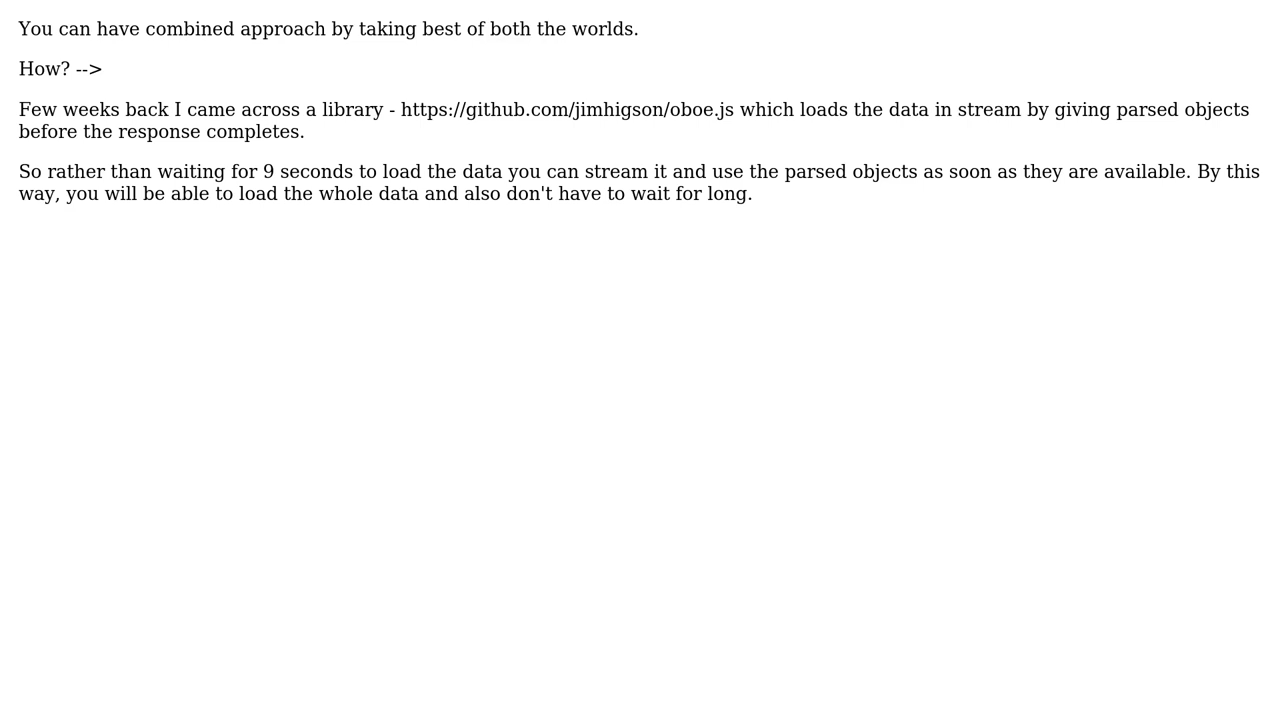 You can have combined approach by taking best of both the worlds.
How? -->
Few weeks back I came across a library - https://github.com/jimhigson/oboe.js which loads the data in stream by giving parsed objects
before the response completes.
So rather than waiting for 9 seconds to load the data you can stream it and use the parsed objects as soon as they are available. By this
way, you will be able to load the whole data and also don't have to wait for long.